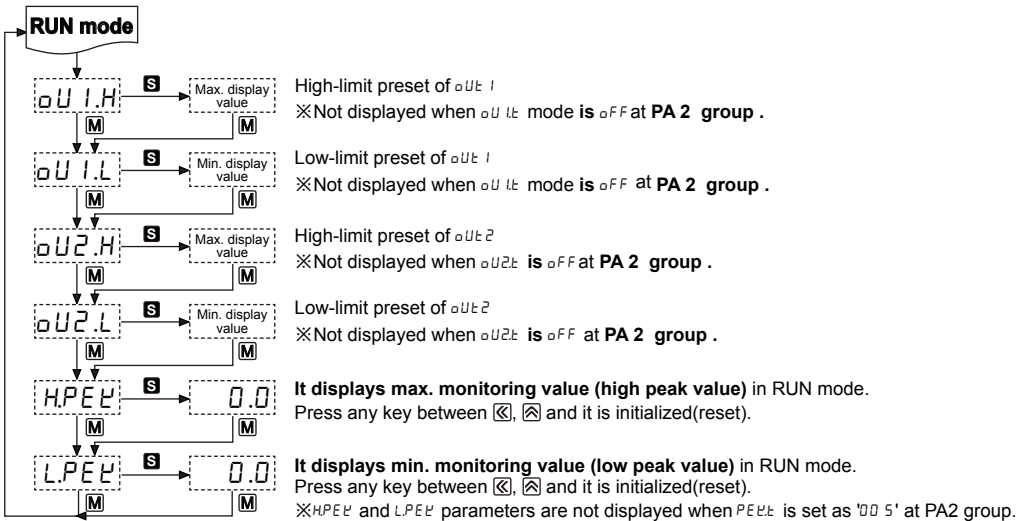 RUN mode
oU1.H
S
Max. display
value
High-limit preset of oUt1
※Not displayed when oU1.t mode is oFF at PA 2 group .
M
M
oU1.L
S
Min. display
value
Low-limit preset of oUt1
※Not displayed when oU1.t mode is oFF at PA 2 group .
M
M
oU2.H
S
Max. display
value
High-limit preset of oUt2
※Not displayed when oU2.t is oFF at PA 2 group .
M
M
oU2.L
S
Min. display
value
Low-limit preset of oUt2
※Not displayed when oU2.t is oFF at PA 2 group .
M
M
H.PEK
S
0.0
It displays max. monitoring value (high peak value) in RUN mode.
Press any key between «, ︽ and it is initialized(reset).
M
M
L.PEK
S
0.0
It displays min. monitoring value (low peak value) in RUN mode.
Press any key between «, ︽ and it is initialized(reset).
※H.PEK and L.PEK parameters are not displayed when PEK.t is set as '00 S' at PA2 group.
M
M